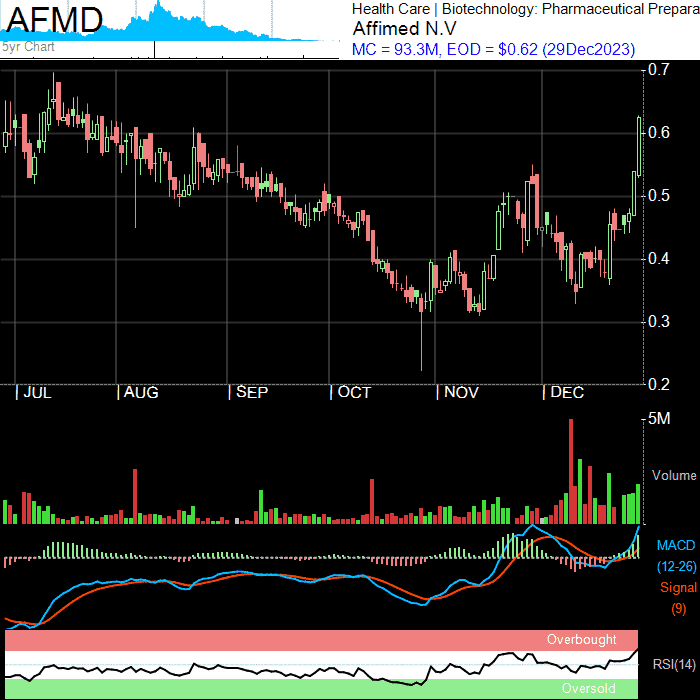 AFMD
5yr Chart
Health Care | Biotechnology: Pharmaceutical Prepara
Affimed N.V
MC = 93.3M, EOD = $0.62 (29Dec2023)
0.7
0.6
0.5
0.4
0.3
0.2
| JUL | AUG | SEP | OCT | NOV | DEC
5M
Volume
MACD
(12-26)
Signal
(9)
Overbought
RSI(14)
Oversold